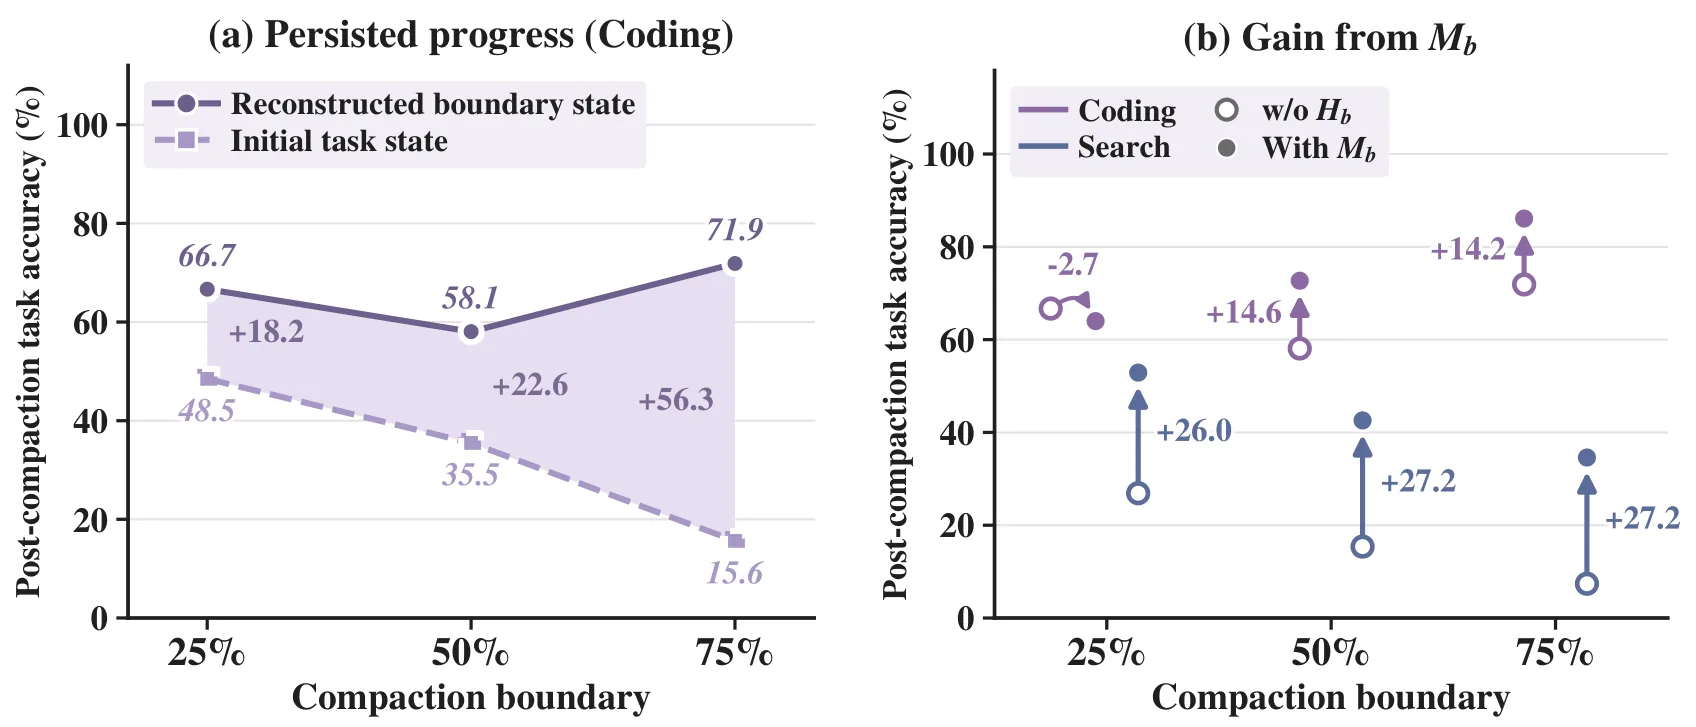 (a) Persisted progress (Coding)
Post-compaction task accuracy (%)
Reconstructed boundary state
Initial task state
100
80
60
40
20
0
66.7
58.1
71.9
+18.2
+22.6
+56.3
48.5
35.5
15.6
25%
50%
75%
Compaction boundary
(b) Gain from M_b
Post-compaction task accuracy (%)
Coding
Search
w/o H_b
With M_b
100
80
60
40
20
0
-2.7
+14.6
+14.2
+26.0
+27.2
+27.2
25%
50%
75%
Compaction boundary